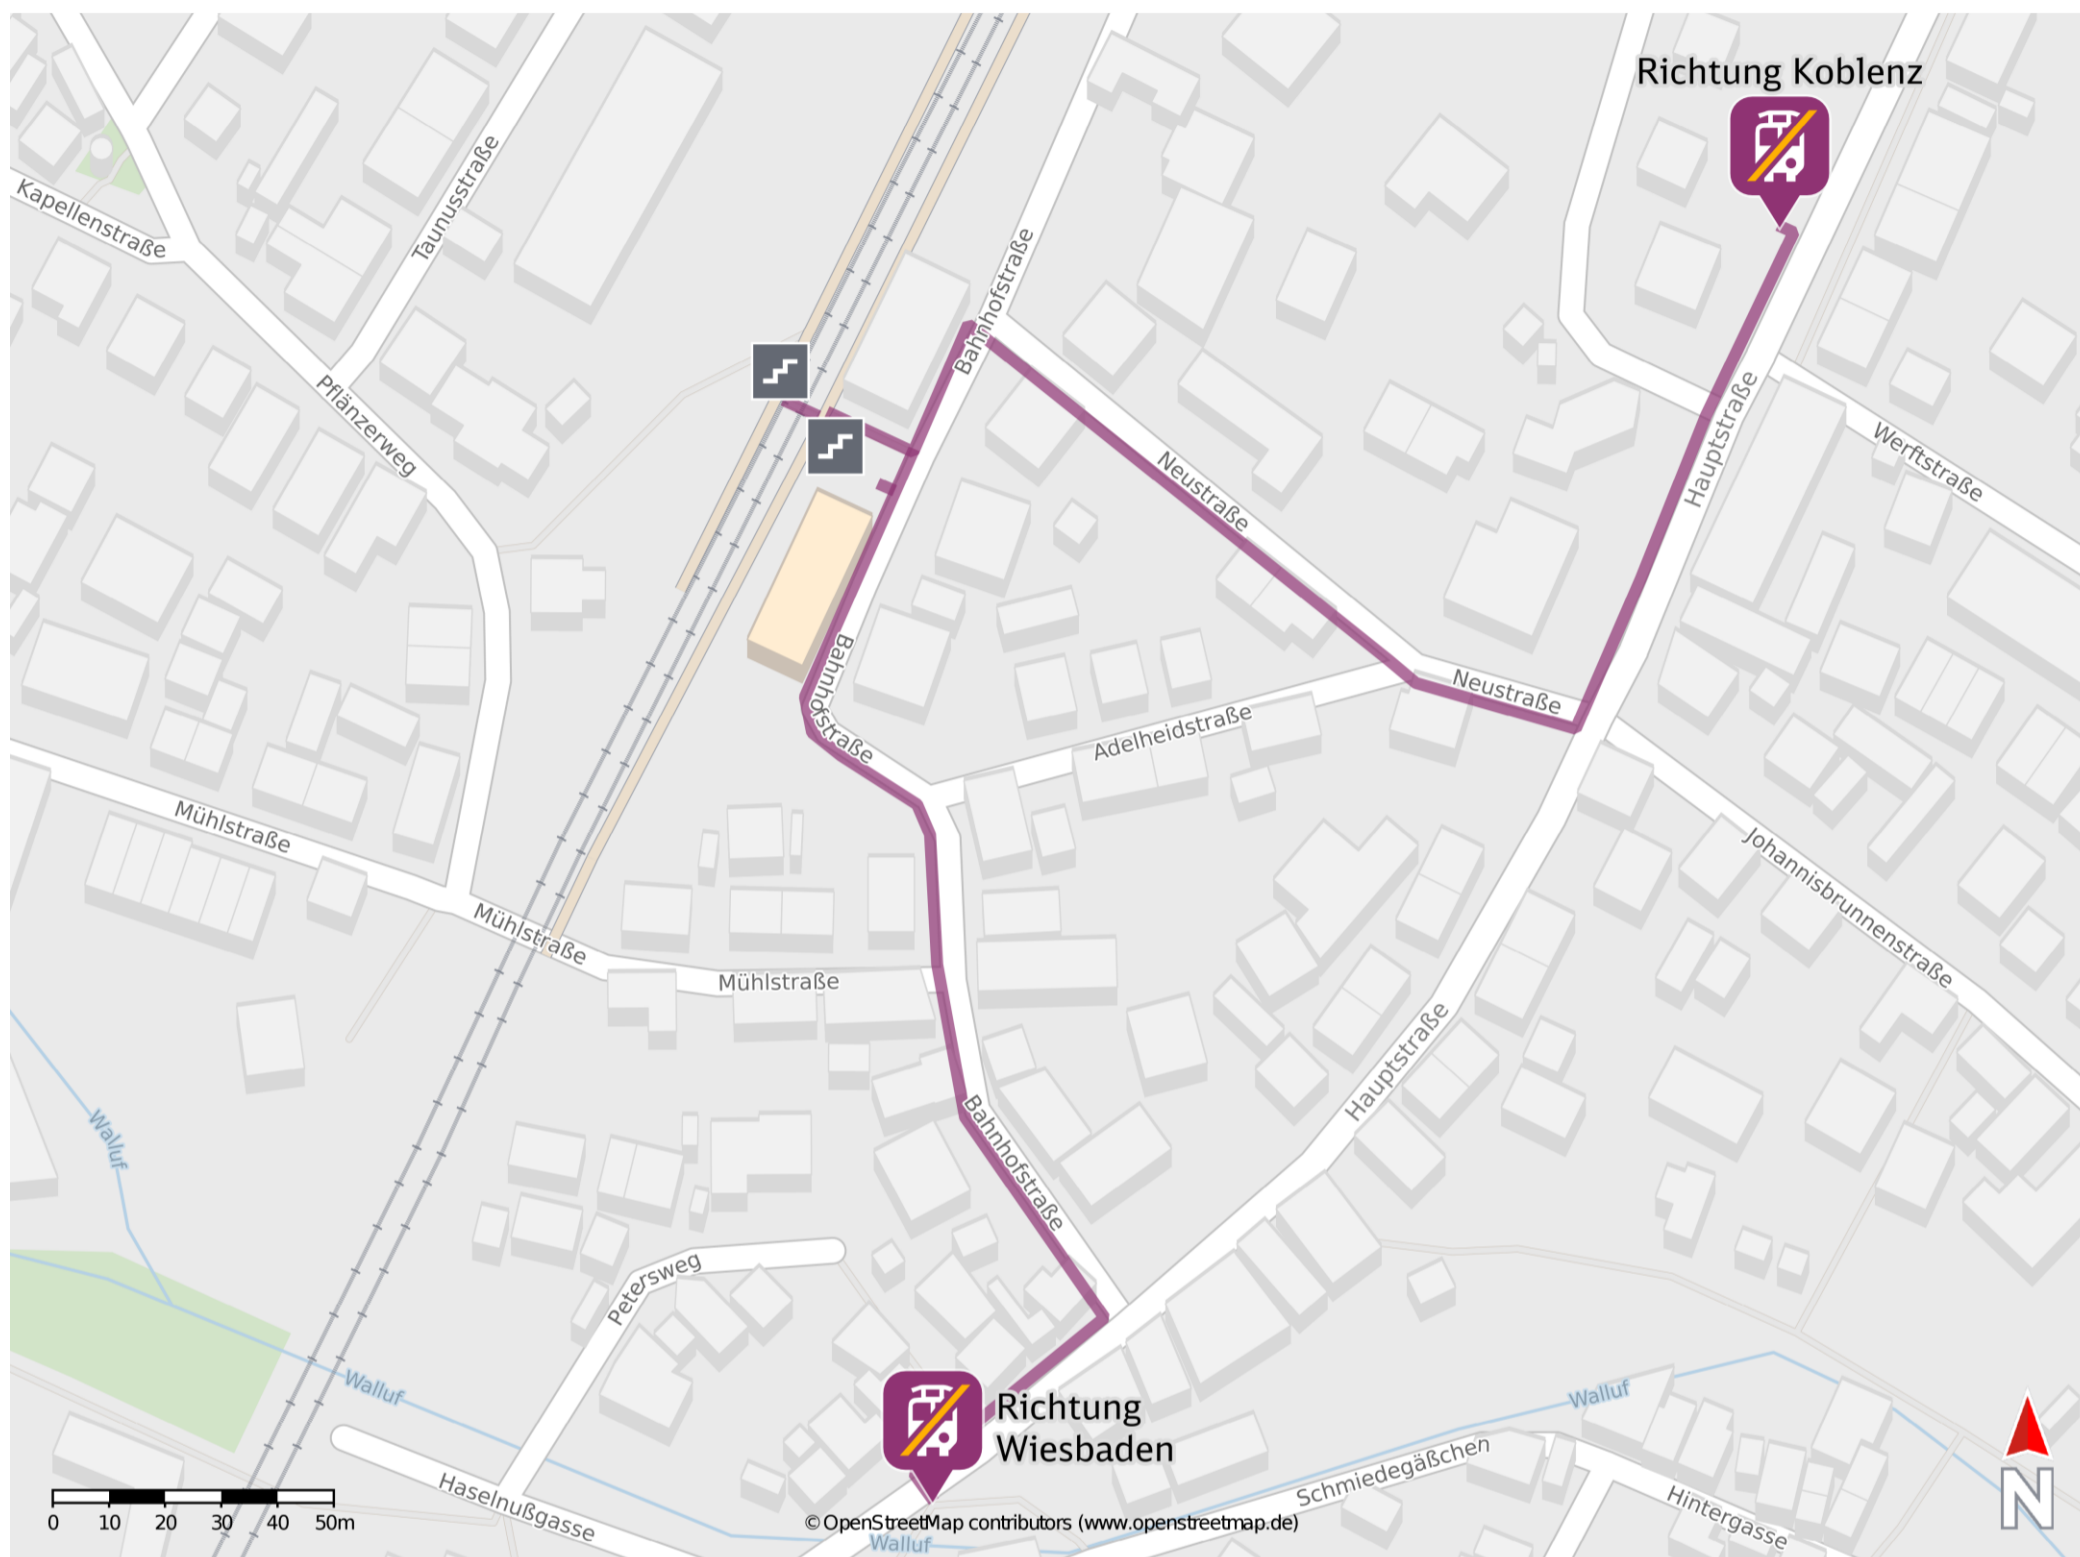 Richtung Koblenz
Kapellenstraße
Taunusstraße
Bahnhofstraße
Pflänzerweg
Hauptstraße
Werftstraße
Neustraße
Bahnhofstraße
Bahnhofstraße
Neustraße
Adelheidstraße
Mühlstraße
Mühlstraße
Mühlstraße
Johannisbrunnenstraße
Hauptstraße
Walluf
Bahnhofstraße
Petersweg
Walluf
Walluf
Richtung
Wiesbaden
Schmiedegäßchen
Haselnußgasse
Hintergasse
N
0 10 20 30 40 50m
© OpenStreetMap contributors (www.openstreetmap.de)
Walluf